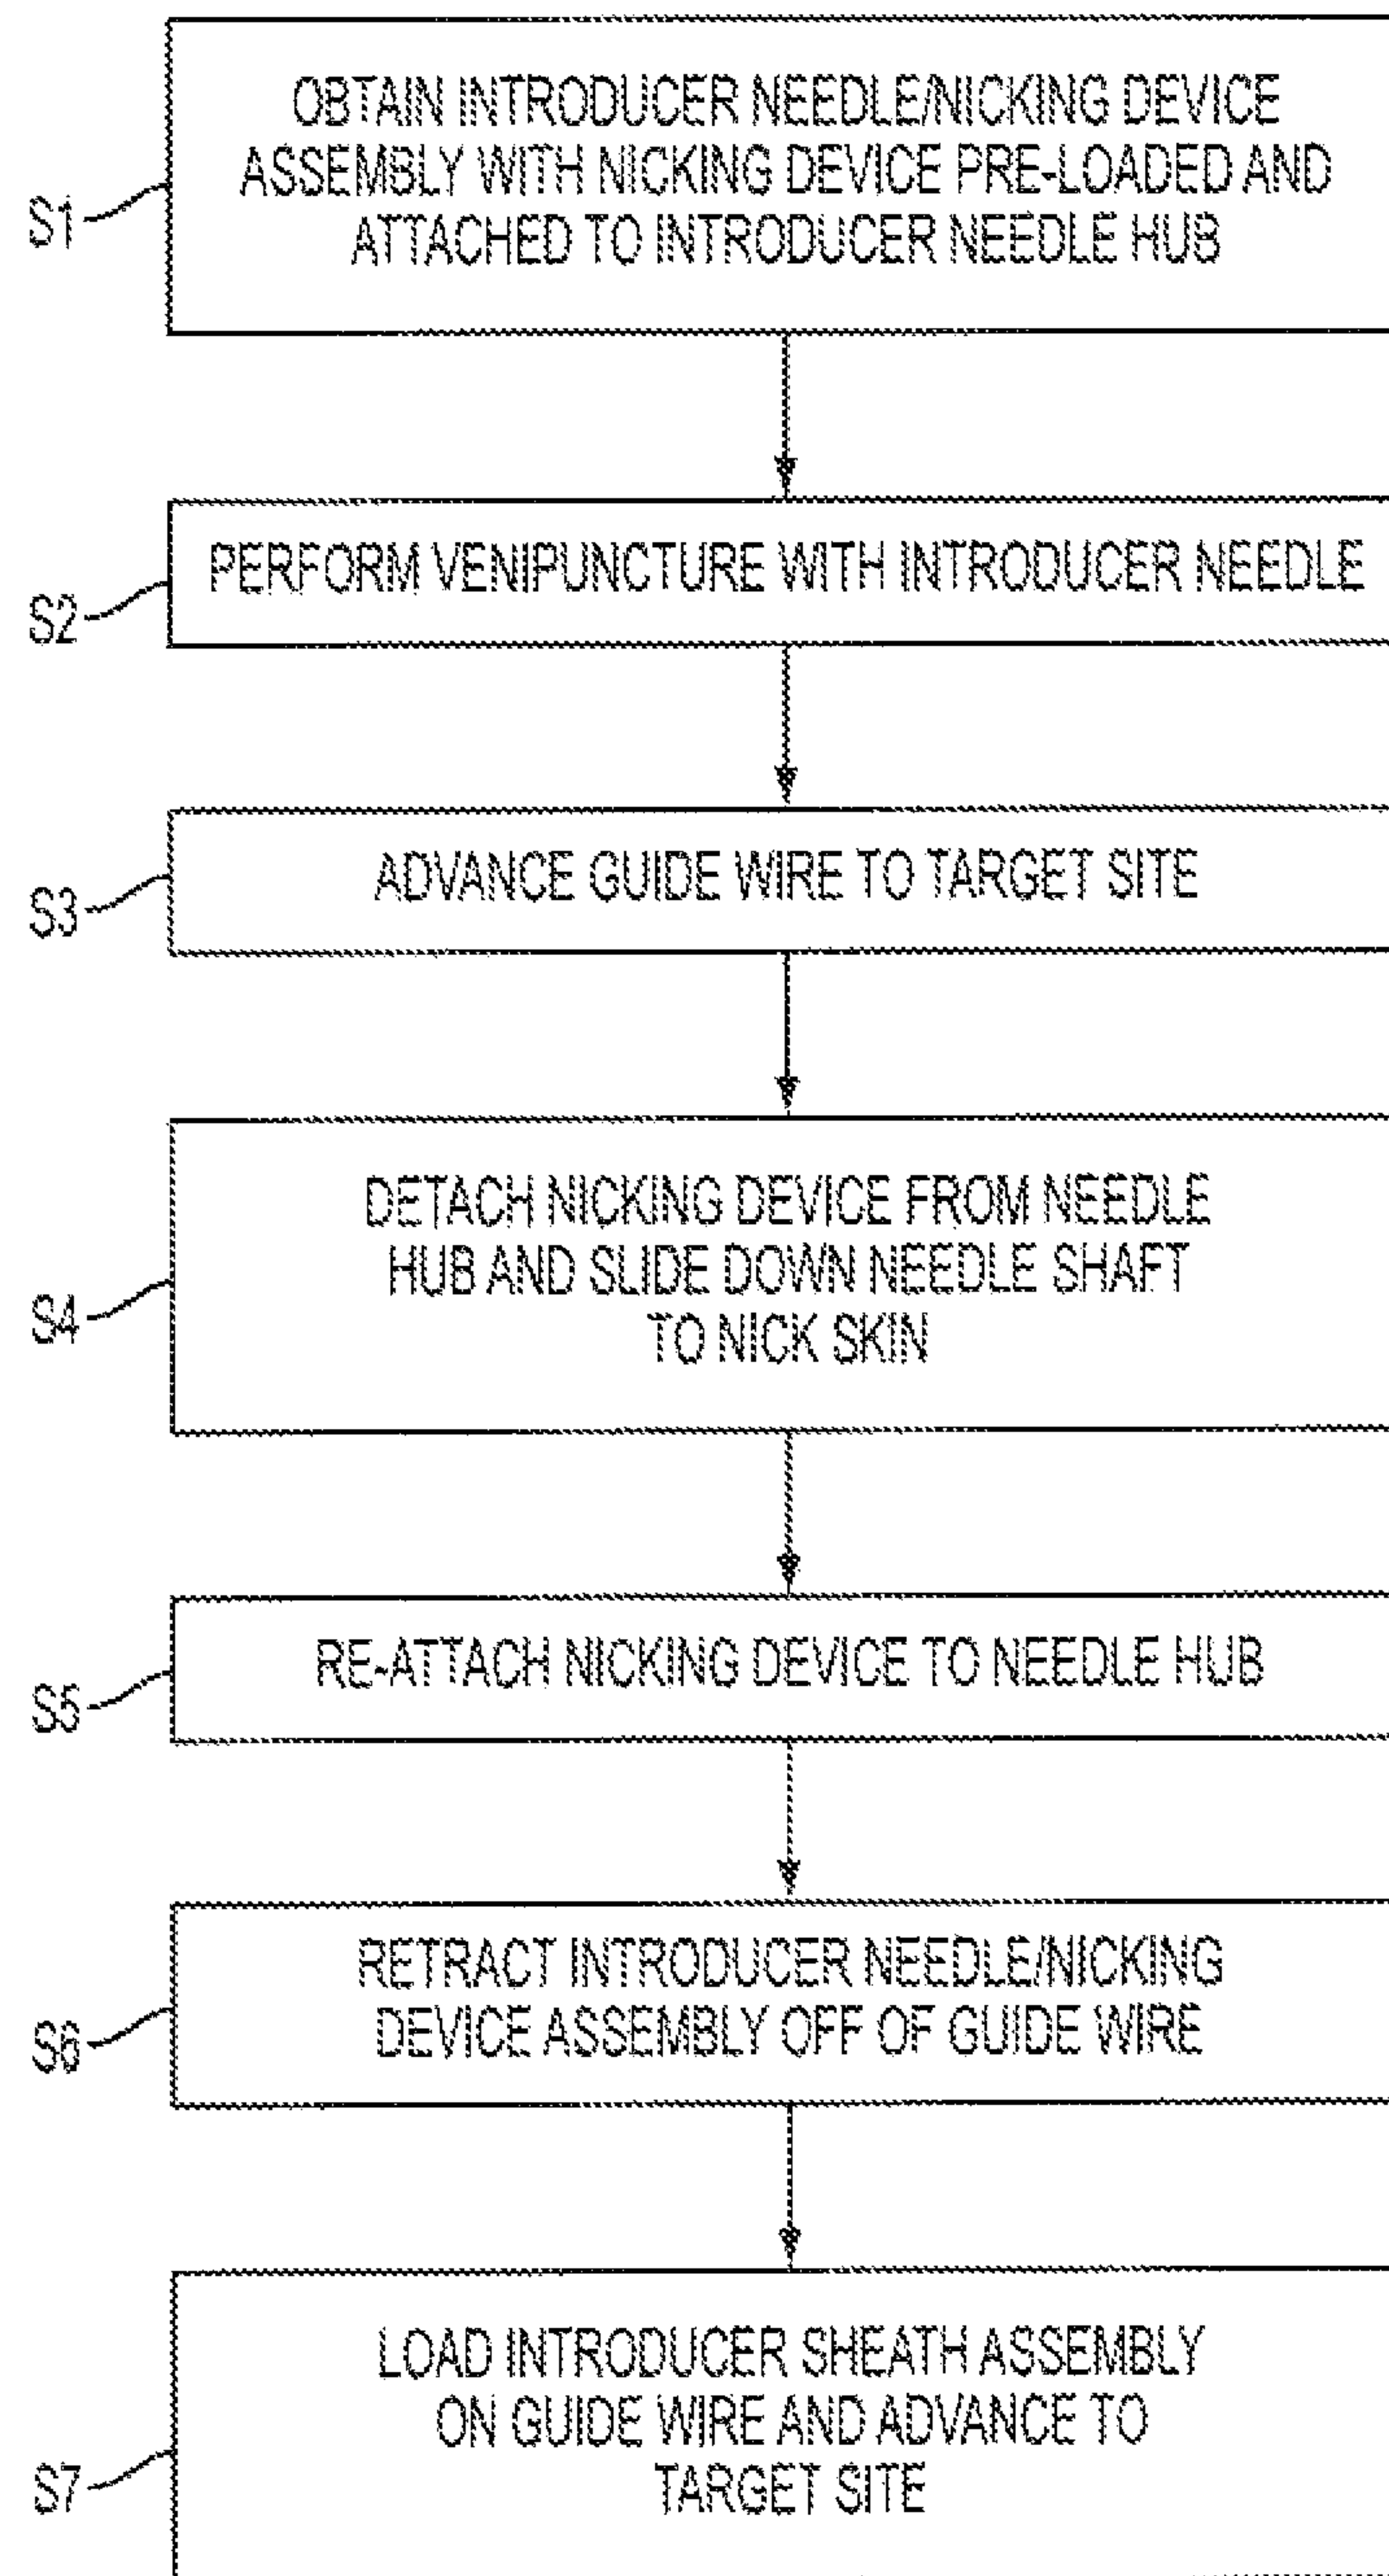 S1
OBTAIN INTRODUCER NEEDLE/NICKING DEVICE
ASSEMBLY WITH NICKING DEVICE PRE-LOADED AND
ATTACHED TO INTRODUCER NEEDLE HUB
S2
PERFORM VENIPUNCTURE WITH INTRODUCER NEEDLE
S3
ADVANCE GUIDE WIRE TO TARGET SITE
S4
DETACH NICKING DEVICE FROM NEEDLE
HUB AND SLIDE DOWN NEEDLE SHAFT
TO NICK SKIN
S5
RE-ATTACH NICKING DEVICE TO NEEDLE HUB
S6
RETRACT INTRODUCER NEEDLE/NICKING
DEVICE ASSEMBLY OFF OF GUIDE WIRE
S7
LOAD INTRODUCER SHEATH ASSEMBLY
ON GUIDE WIRE AND ADVANCE TO
TARGET SITE